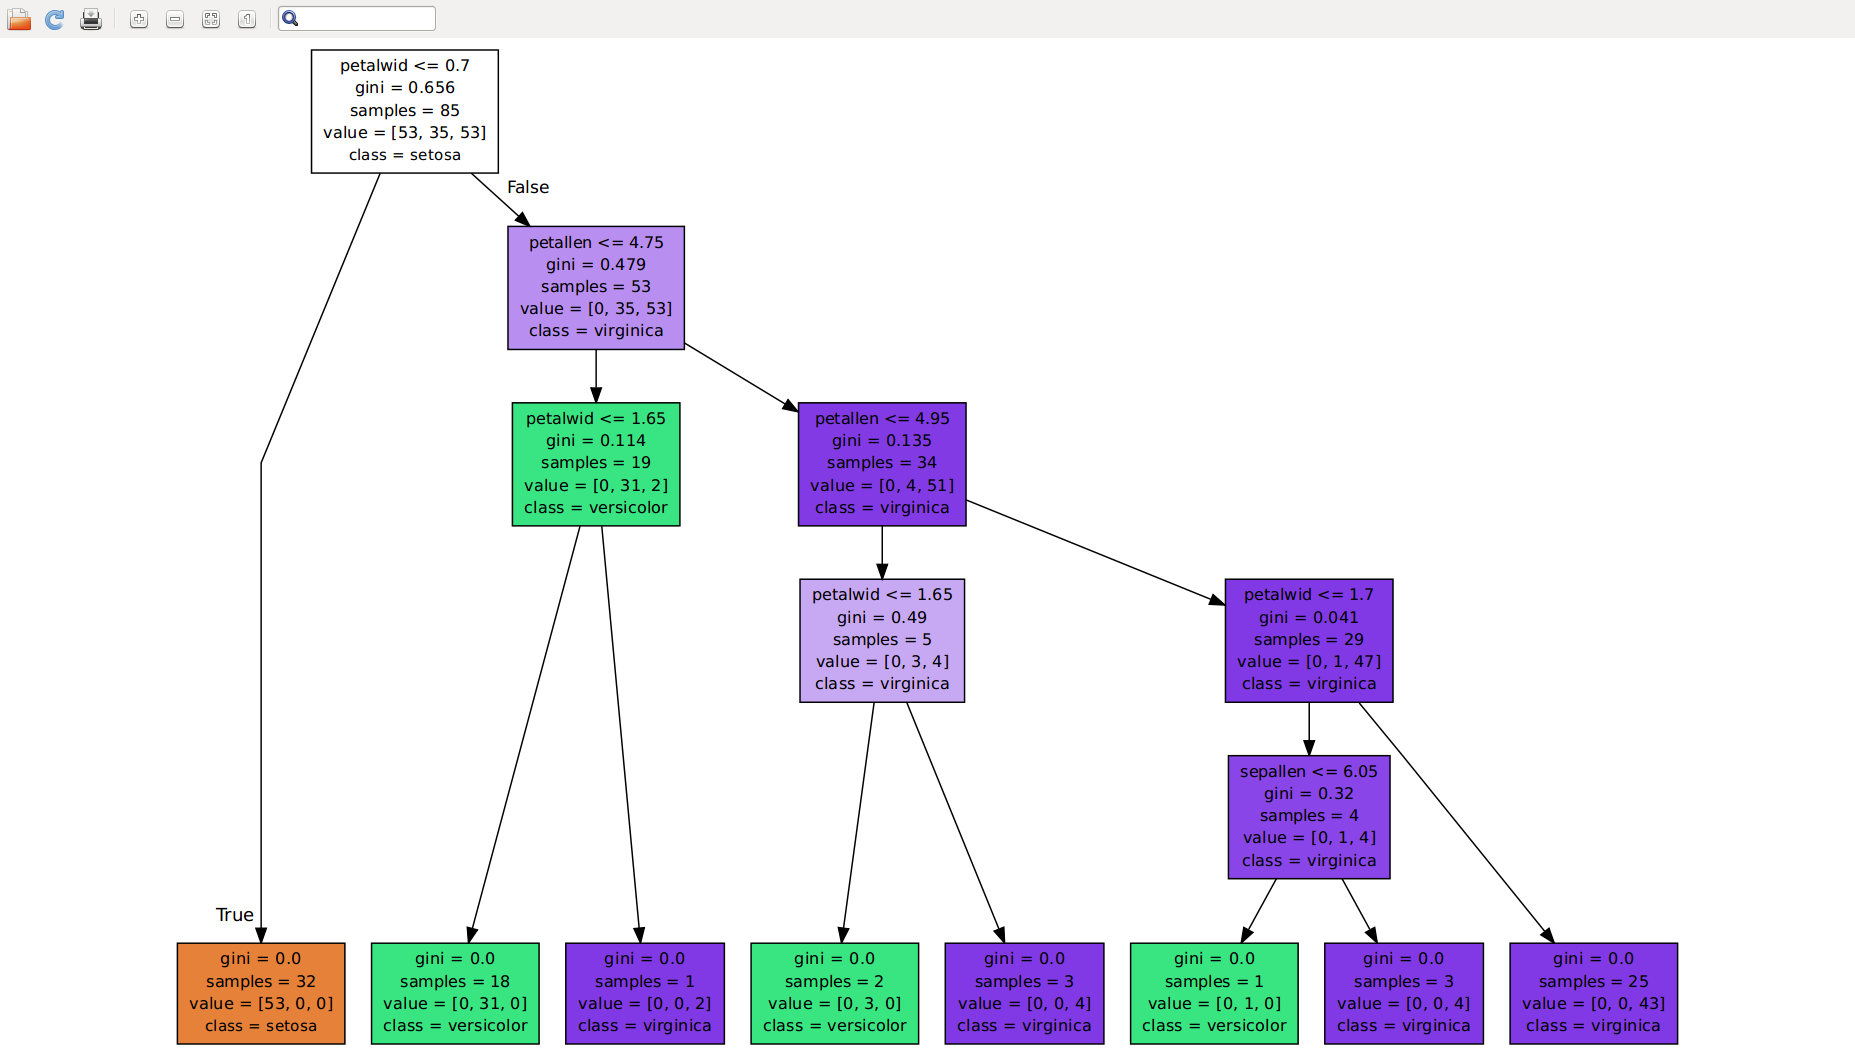 petalwid <= 0.7
gini = 0.656
samples = 85
value = [53, 35, 53]
class = setosa
False
petallen <= 4.75
gini = 0.479
samples = 53
value = [0, 35, 53]
class = virginica
petalwid <= 1.65
gini = 0.114
samples = 19
value = [0, 31, 2]
class = versicolor
petallen <= 4.95
gini = 0.135
samples = 34
value = [0, 4, 51]
class = virginica
petalwid <= 1.65
gini = 0.49
samples = 5
value = [0, 3, 4]
class = virginica
petalwid <= 1.7
gini = 0.041
samples = 29
value = [0, 1, 47]
class = virginica
sepallen <= 6.05
gini = 0.32
samples = 4
value = [0, 1, 4]
class = virginica
True
gini = 0.0
samples = 32
value = [53, 0, 0]
class = setosa
gini = 0.0
samples = 18
value = [0, 31, 0]
class = versicolor
gini = 0.0
samples = 1
value = [0, 0, 2]
class = virginica
gini = 0.0
samples = 2
value = [0, 3, 0]
class = versicolor
gini = 0.0
samples = 3
value = [0, 0, 4]
class = virginica
gini = 0.0
samples = 1
value = [0, 1, 0]
class = versicolor
gini = 0.0
samples = 3
value = [0, 0, 4]
class = virginica
gini = 0.0
samples = 25
value = [0, 0, 43]
class = virginica